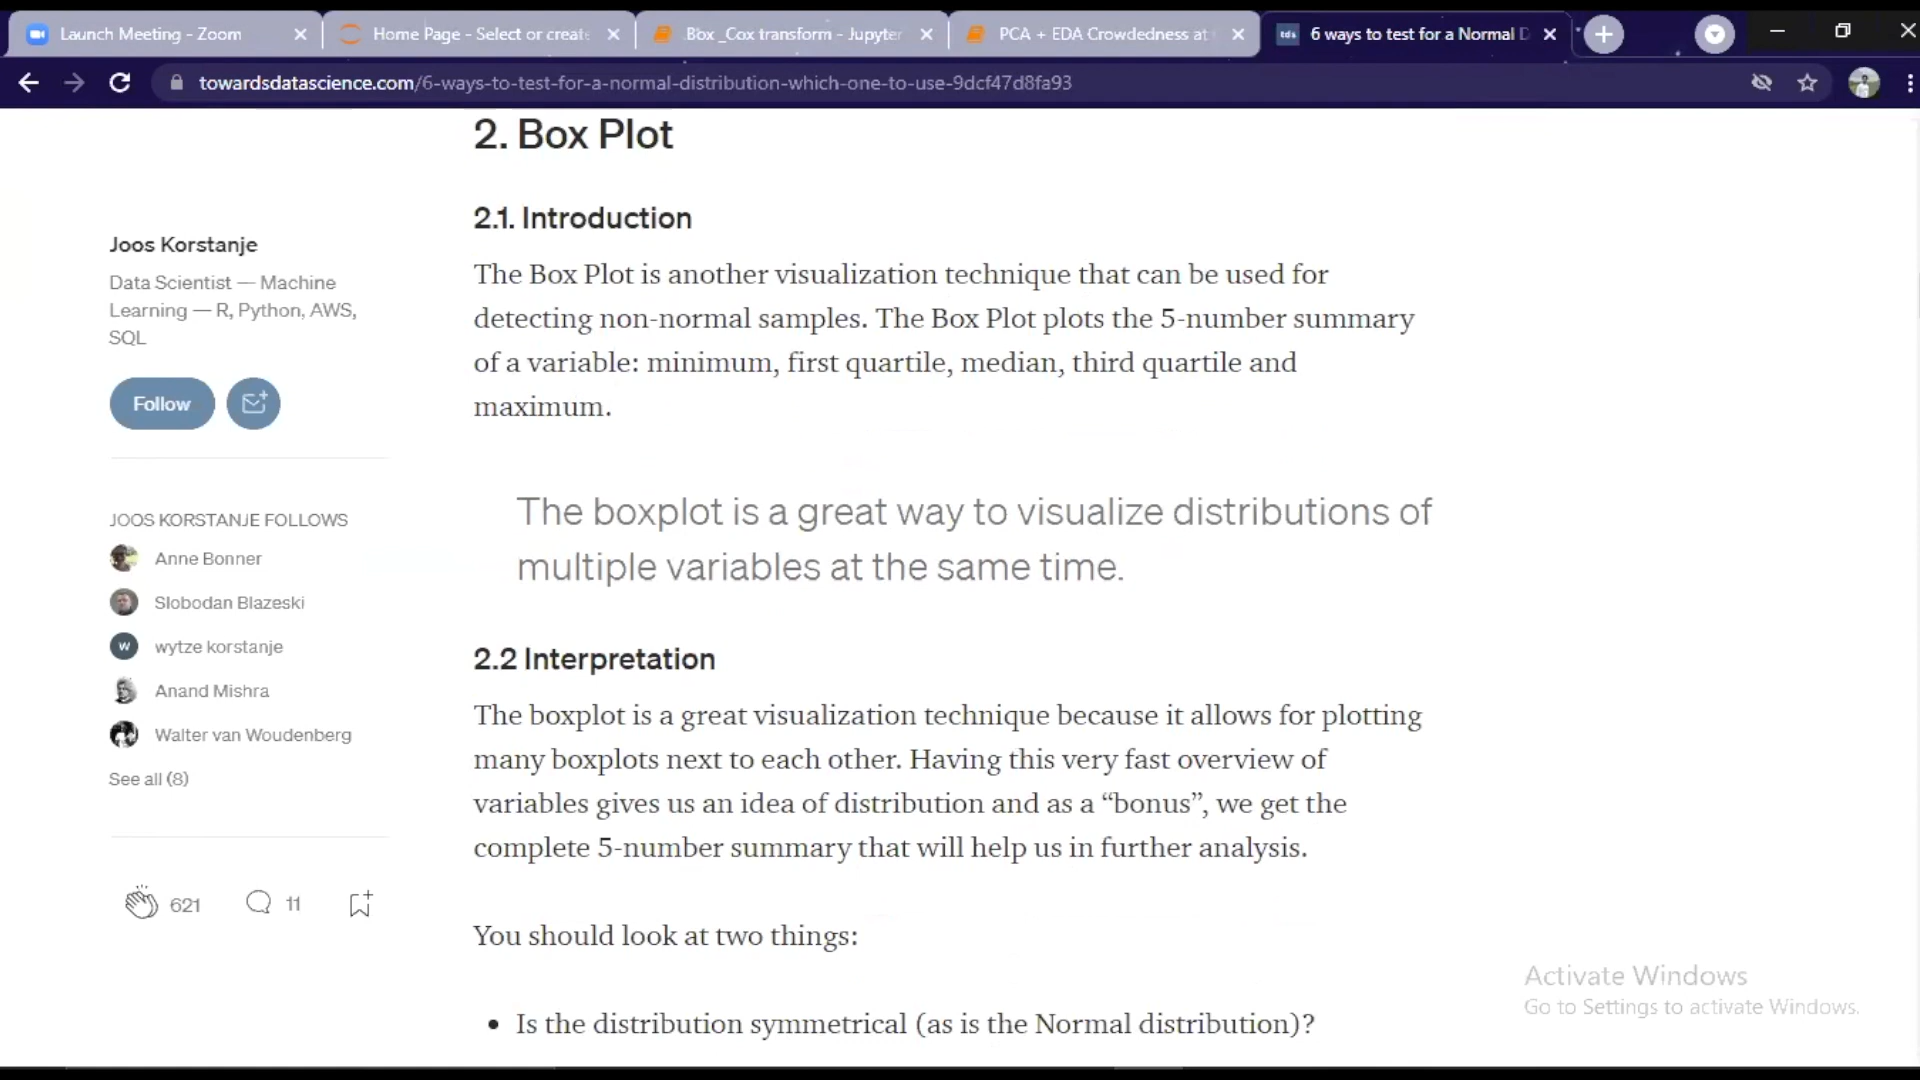 Launch Meeting - Zoom
Home Page - Select or create
Box _Cox transform - Jupyter
PCA + EDA Crowdedness at
tds
6 ways to test for a Normal D
towardsdatascience.com/6-ways-to-test-for-a-normal-distribution-which-one-to-use-9dcf47d8fa93
Joos Korstanje
Data Scientist — Machine
Learning — R, Python, AWS,
SQL
Follow
JOOS KORSTANJE FOLLOWS
Anne Bonner
Slobodan Blazeski
w
wytze korstanje
Anand Mishra
Walter van Woudenberg
See all (8)
621
11
2. Box Plot
2.1. Introduction
The Box Plot is another visualization technique that can be used for
detecting non-normal samples. The Box Plot plots the 5-number summary
of a variable: minimum, first quartile, median, third quartile and
maximum.
The boxplot is a great way to visualize distributions of
multiple variables at the same time.
2.2 Interpretation
The boxplot is a great visualization technique because it allows for plotting
many boxplots next to each other. Having this very fast overview of
variables gives us an idea of distribution and as a “bonus”, we get the
complete 5-number summary that will help us in further analysis.
You should look at two things:
• Is the distribution symmetrical (as is the Normal distribution)?
Activate Windows
Go to Settings to activate Windows.